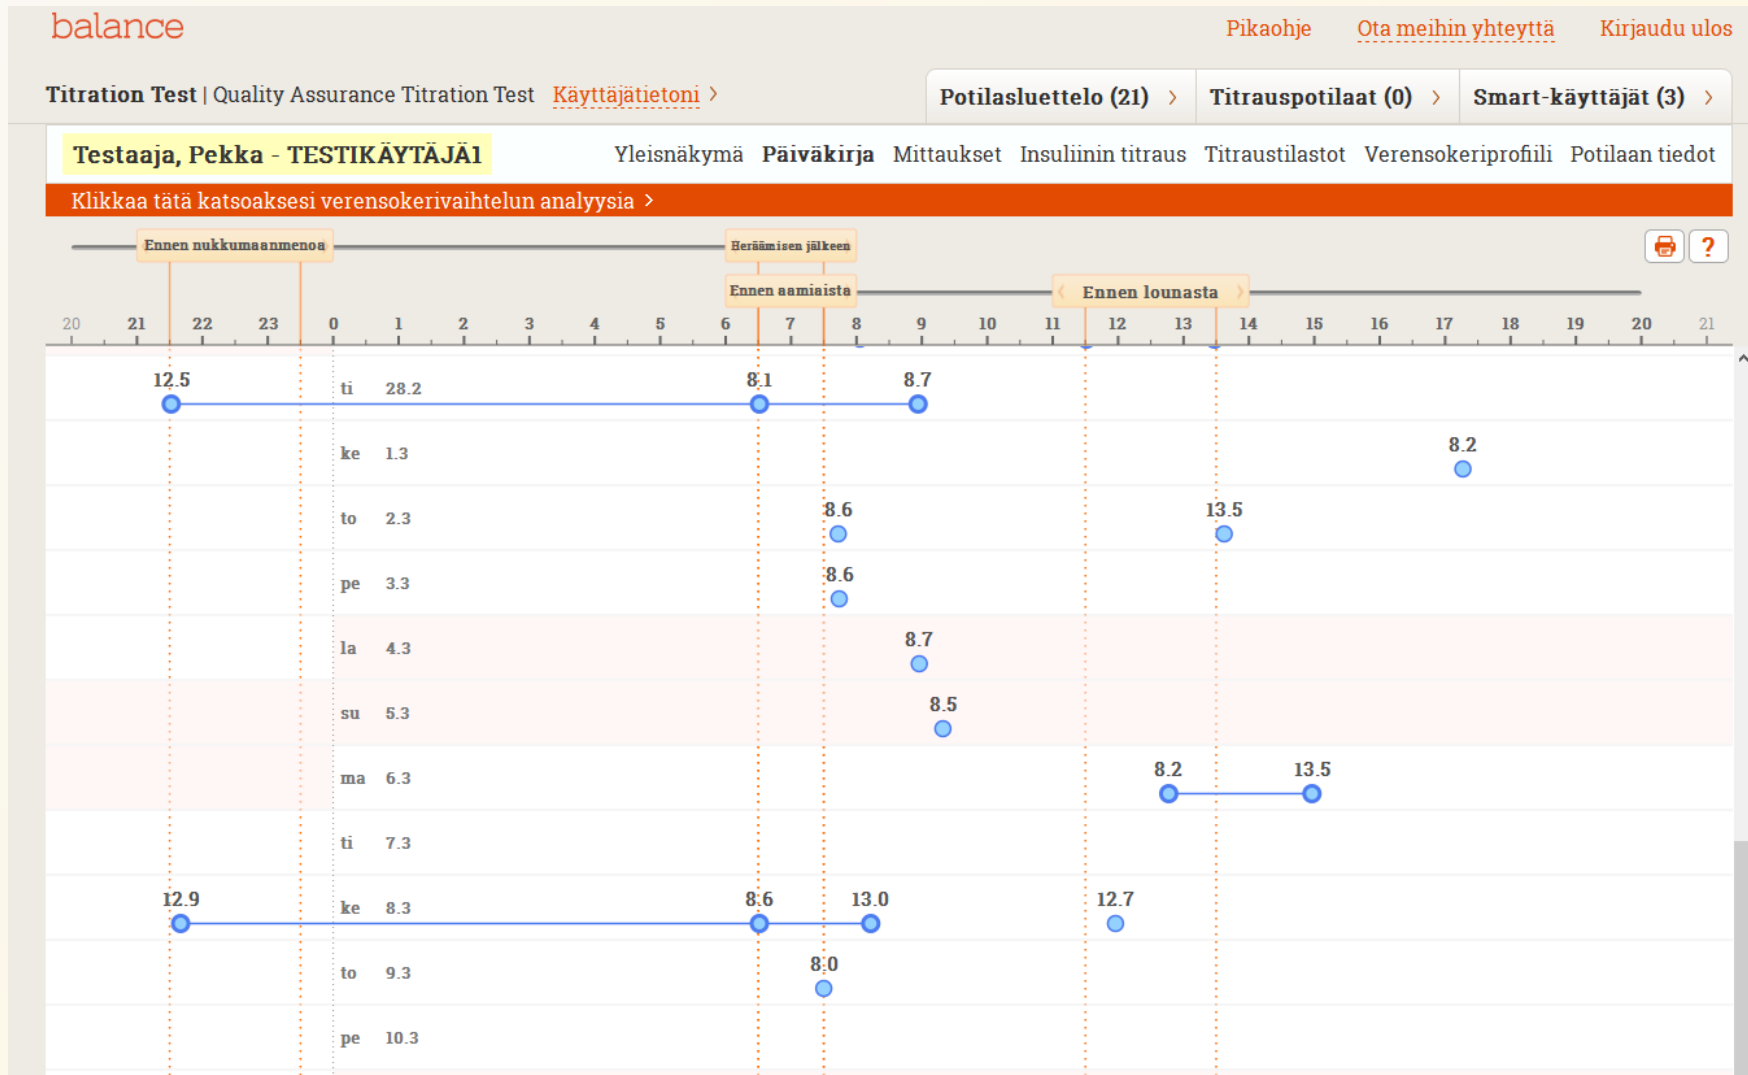 balance
Pikaohje Ota meihin yhteyttä Kirjaudu ulos
Titration Test | Quality Assurance Titration Test Käyttäjätietoni >
Potilasluettelo (21) > Titrauspotilaat (0) > Smart-käyttäjät (3) >
Testaaja, Pekka - TESTIKÄYTÄJÄ1
Yleisnäkymä Päiväkirja Mittaukset Insuliinin titraus Titraustilastot Verensokeriprofiili Potilaan tiedot
Klikkaa tätä katsoaksesi verensokerivaihtelun analyysia >
Ennen nukkumaanmenoa Heräämisen jälkeen ?
Ennen aamiaista Ennen lounasta
20 21 22 23 0 1 2 3 4 5 6 7 8 9 10 11 12 13 14 15 16 17 18 19 20 21
12.5 8.1 8.7
ti 28.2
8.2
ke 1.3
8.6 13.5
to 2.3
8.6
pe 3.3
8.7
la 4.3
8.5
su 5.3
8.2 13.5
ma 6.3
ti 7.3
12.9 8.6 13.0 12.7
ke 8.3
8.0
to 9.3
pe 10.3